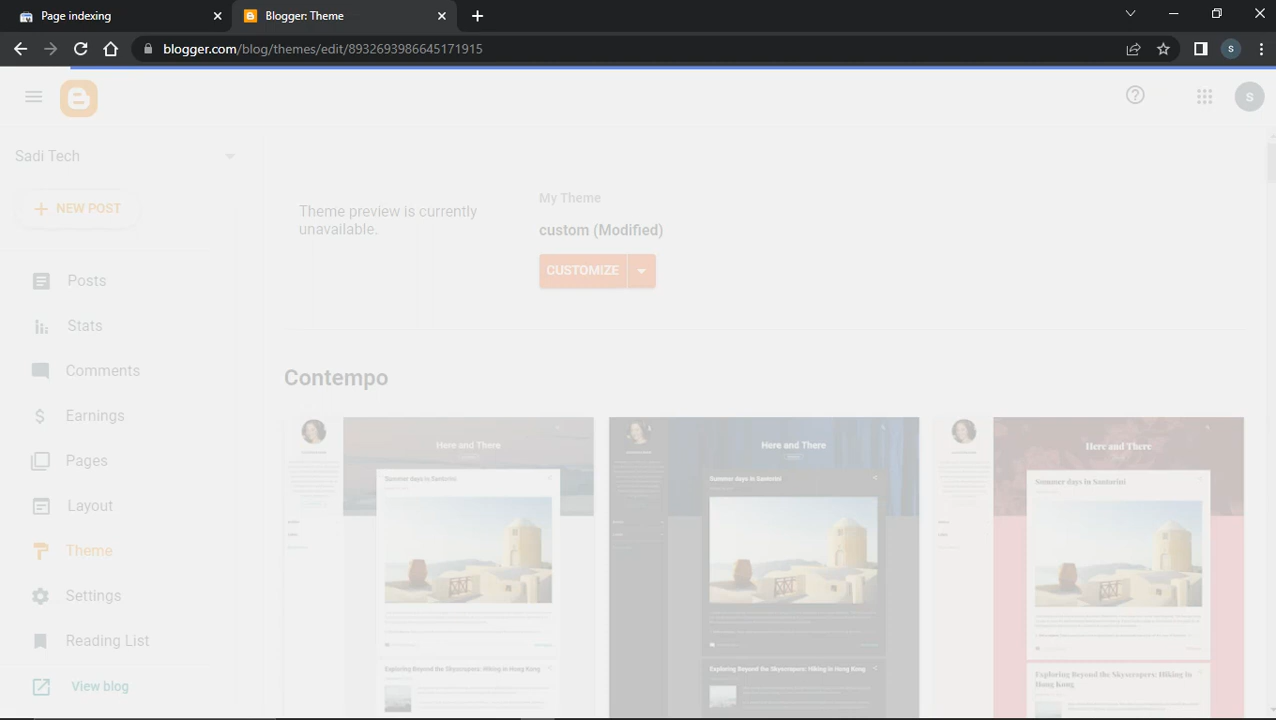 Page indexing
Blogger: Theme
blogger.com/blog/themes/edit/8932693986645171915
S
S
Sadi Tech
NEW POST
Posts
Stats
Comments
Earnings
Pages
Layout
Theme
Settings
Reading List
View blog
Theme preview is currently
unavailable.
My Theme
custom (Modified)
CUSTOMIZE
Contempo
Here and There
Summer days in Santorini
Exploring Beyond the Skyscrapers: Hiking in Hong Kong
Here and There
Summer days in Santorini
Exploring Beyond the Skyscrapers: Hiking in Hong Kong
Here and There
Summer days in Santorini
Exploring Beyond the Skyscrapers: Hiking in
Hong Kong